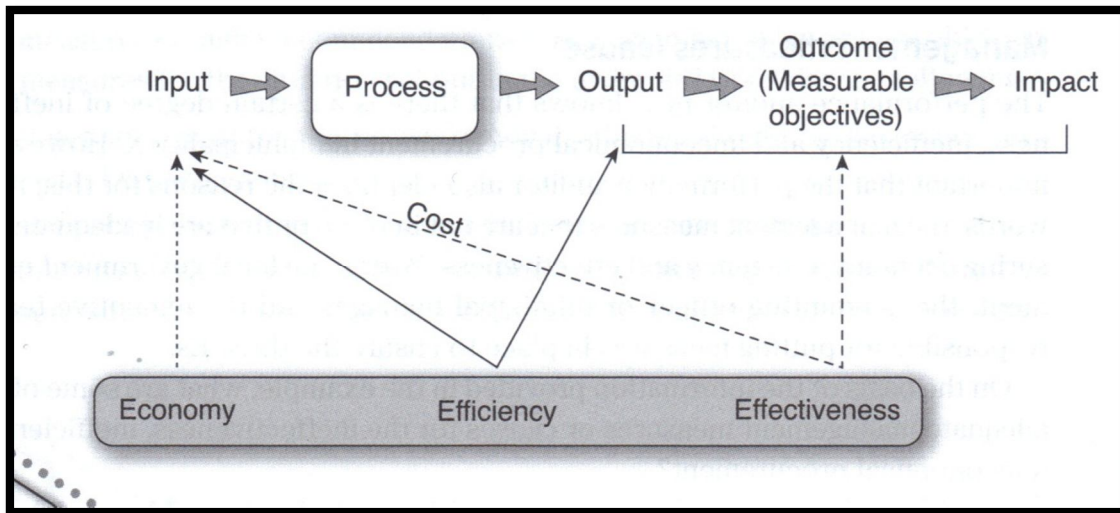 Input
Process
Output
Outcome
(Measurable
objectives)
Impact
Cost
Economy
Efficiency
Effectiveness